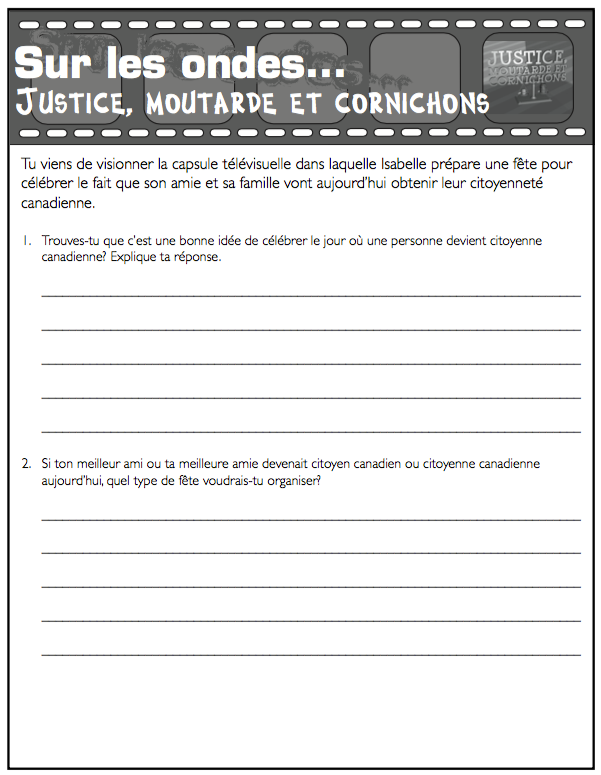 Sur les ondes...
JUSTICE, MOUTARDE ET CORNICHONS
JUSTICE,
MOUTARDE ET
CORNICHONS
Tu viens de visionner la capsule télévisuelle dans laquelle Isabelle prépare une fête pour
célébrer le fait que son amie et sa famille vont aujourd'hui obtenir leur citoyenneté
canadienne.
1. Trouves-tu que c'est une bonne idée de célébrer le jour où une personne devient citoyenne
canadienne? Explique ta réponse.
2. Si ton meilleur ami ou ta meilleure amie devenait citoyen canadien ou citoyenne canadienne
aujourd'hui, quel type de fête voudrais-tu organiser?